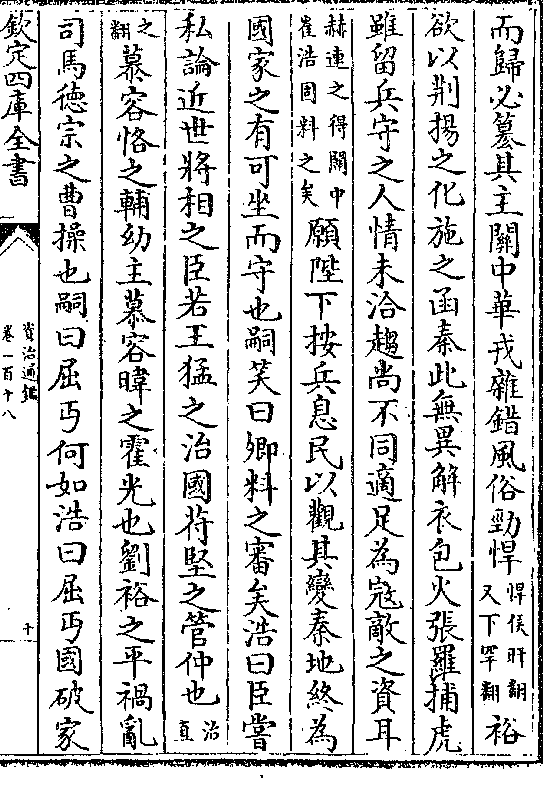 而歸必簒其主關中華戎雜錯風俗勁悍悍侯旰翻又下罕翻裕
欲以荆揚之化施之函秦此無異解衣包火張羅捕虎
雖留兵守之人情未洽趨尚不同適足為寇敵之資耳
赫連之得關中崔浩固料之矣願陛下按兵息民以觀其變秦地終為
國家之有可坐而守也嗣笑曰卿料之審矣浩曰臣嘗
私論近世將相之臣若王猛之治國苻堅之管仲也治直
之翻慕容恪之輔幼主慕容暐之霍光也劉裕之平禍亂
司馬德宗之曹操也嗣曰屈丐何如浩曰屈丐國破家
欽定四庫全書
資治通鑑
卷一百十八
十